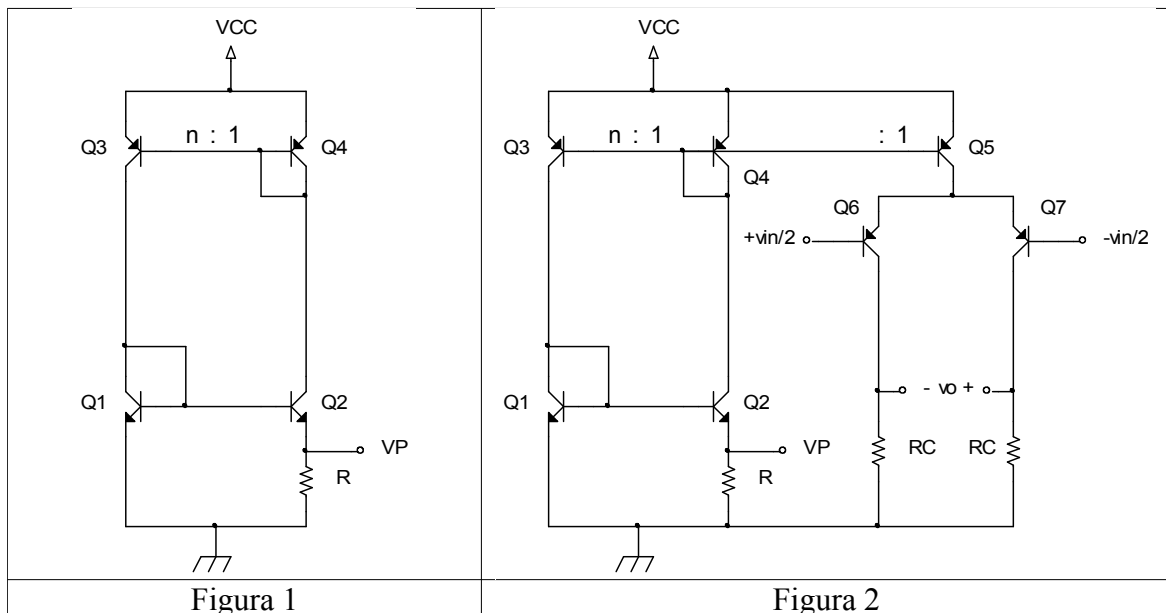 VCC
Q3
n : 1
Q4
Q1
Q2
VP
R
Figura 1
VCC
Q3
n : 1
Q4
: 1
Q5
Q6
Q7
+vin/2
-vin/2
Q1
Q2
- vo +
VP
R
RC
RC
Figura 2